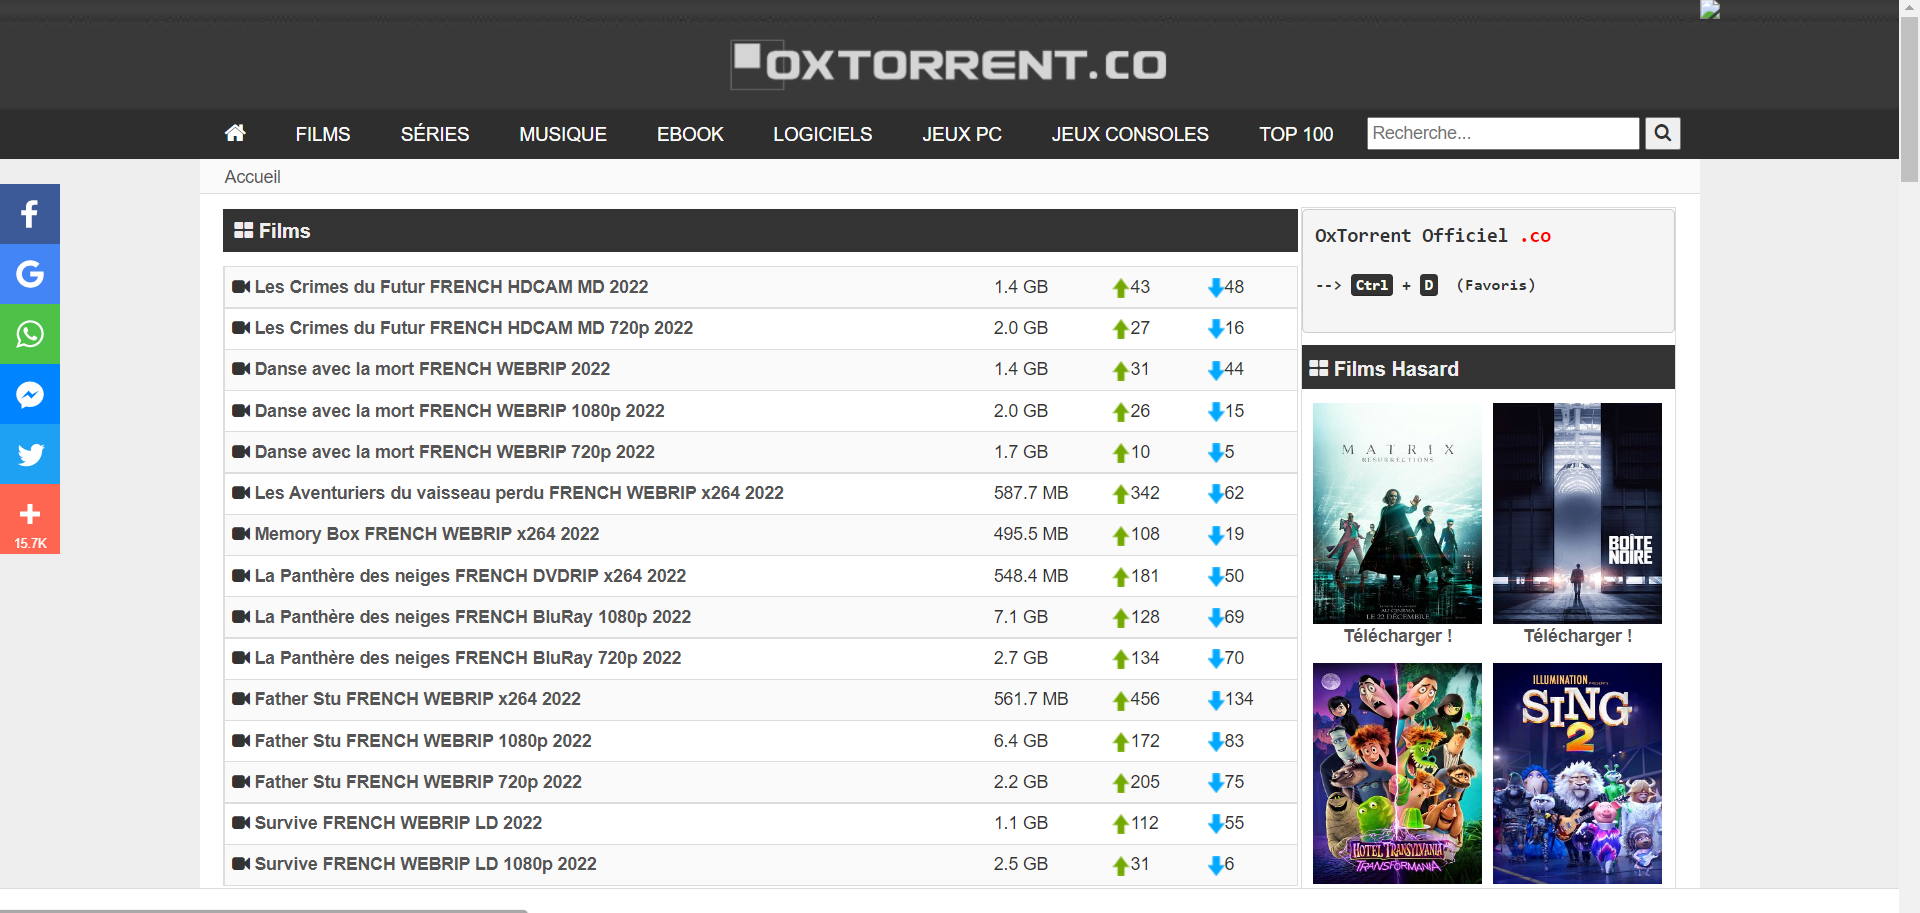 OXTORRENT.CO
FILMS SÉRIES MUSIQUE EBOOK LOGICIELS JEUX PC JEUX CONSOLES TOP 100 Recherche...
Accueil
15.7K
Films
Les Crimes du Futur FRENCH HDCAM MD 2022 1.4 GB 43 48
Les Crimes du Futur FRENCH HDCAM MD 720p 2022 2.0 GB 27 16
Danse avec la mort FRENCH WEBRIP 2022 1.4 GB 31 44
Danse avec la mort FRENCH WEBRIP 1080p 2022 2.0 GB 26 15
Danse avec la mort FRENCH WEBRIP 720p 2022 1.7 GB 10 5
Les Aventuriers du vaisseau perdu FRENCH WEBRIP x264 2022 587.7 MB 342 62
Memory Box FRENCH WEBRIP x264 2022 495.5 MB 108 19
La Panthère des neiges FRENCH DVDRIP x264 2022 548.4 MB 181 50
La Panthère des neiges FRENCH BluRay 1080p 2022 7.1 GB 128 69
La Panthère des neiges FRENCH BluRay 720p 2022 2.7 GB 134 70
Father Stu FRENCH WEBRIP x264 2022 561.7 MB 456 134
Father Stu FRENCH WEBRIP 1080p 2022 6.4 GB 172 83
Father Stu FRENCH WEBRIP 720p 2022 2.2 GB 205 75
Survive FRENCH WEBRIP LD 2022 1.1 GB 112 55
Survive FRENCH WEBRIP LD 1080p 2022 2.5 GB 31 6
OxTorrent Officiel .co
--> Ctrl + D (Favoris)
Films Hasard
MATRIX
RESURRECTIONS
AU CINÉMA
LE 22 DÉCEMBRE
Télécharger !
BOÎTE
NOIRE
Télécharger !
HOTEL TRANSYLVANIA
TRANSFORMANIA
ILLUMINATION
SING
2